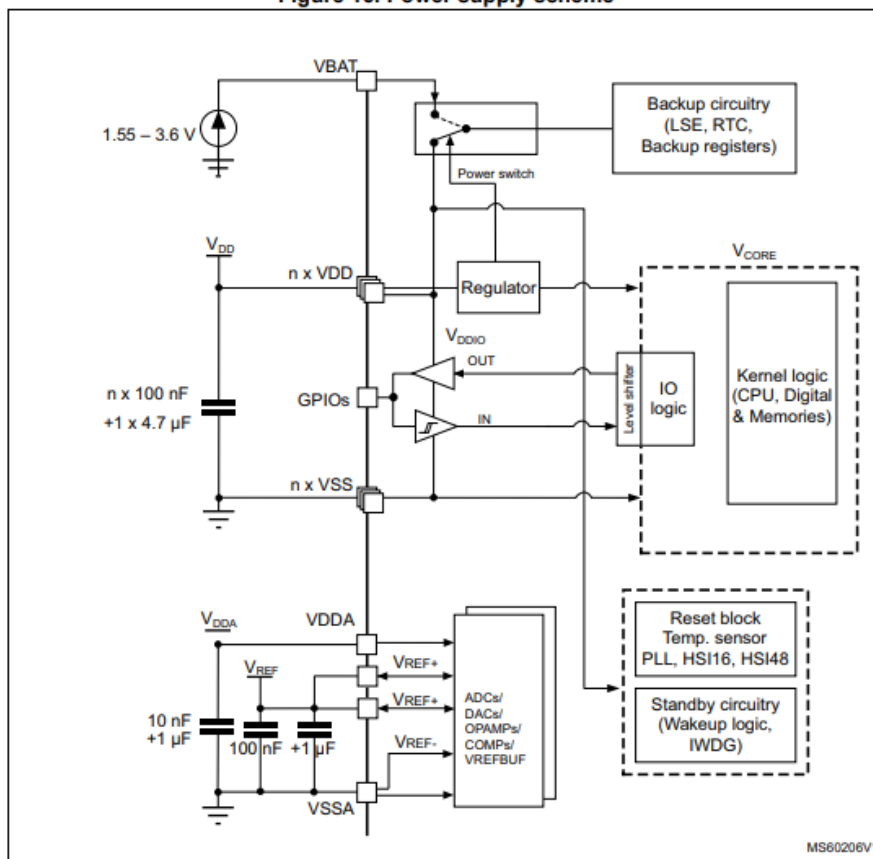 Power supply scheme
VBAT
1.55 – 3.6 V
Backup circuitry
(LSE, RTC,
Backup registers)
Power switch
VDD
n x VDD
Regulator
VCORE
VDDIO
OUT
n x 100 nF
+1 x 4.7 µF
GPIOs
IN
Level shifter
IO
logic
Kernel logic
(CPU, Digital
& Memories)
n x VSS
VDDA
VDDA
VREF
VREF+
VREF+
10 nF
+1 µF
100 nF
+1 µF
VREF-
VSSA
ADCs/
DACs/
OPAMPs/
COMPs/
VREFBUF
Reset block
Temp. sensor
PLL, HSI16, HSI48
Standby circuitry
(Wakeup logic,
IWDG)